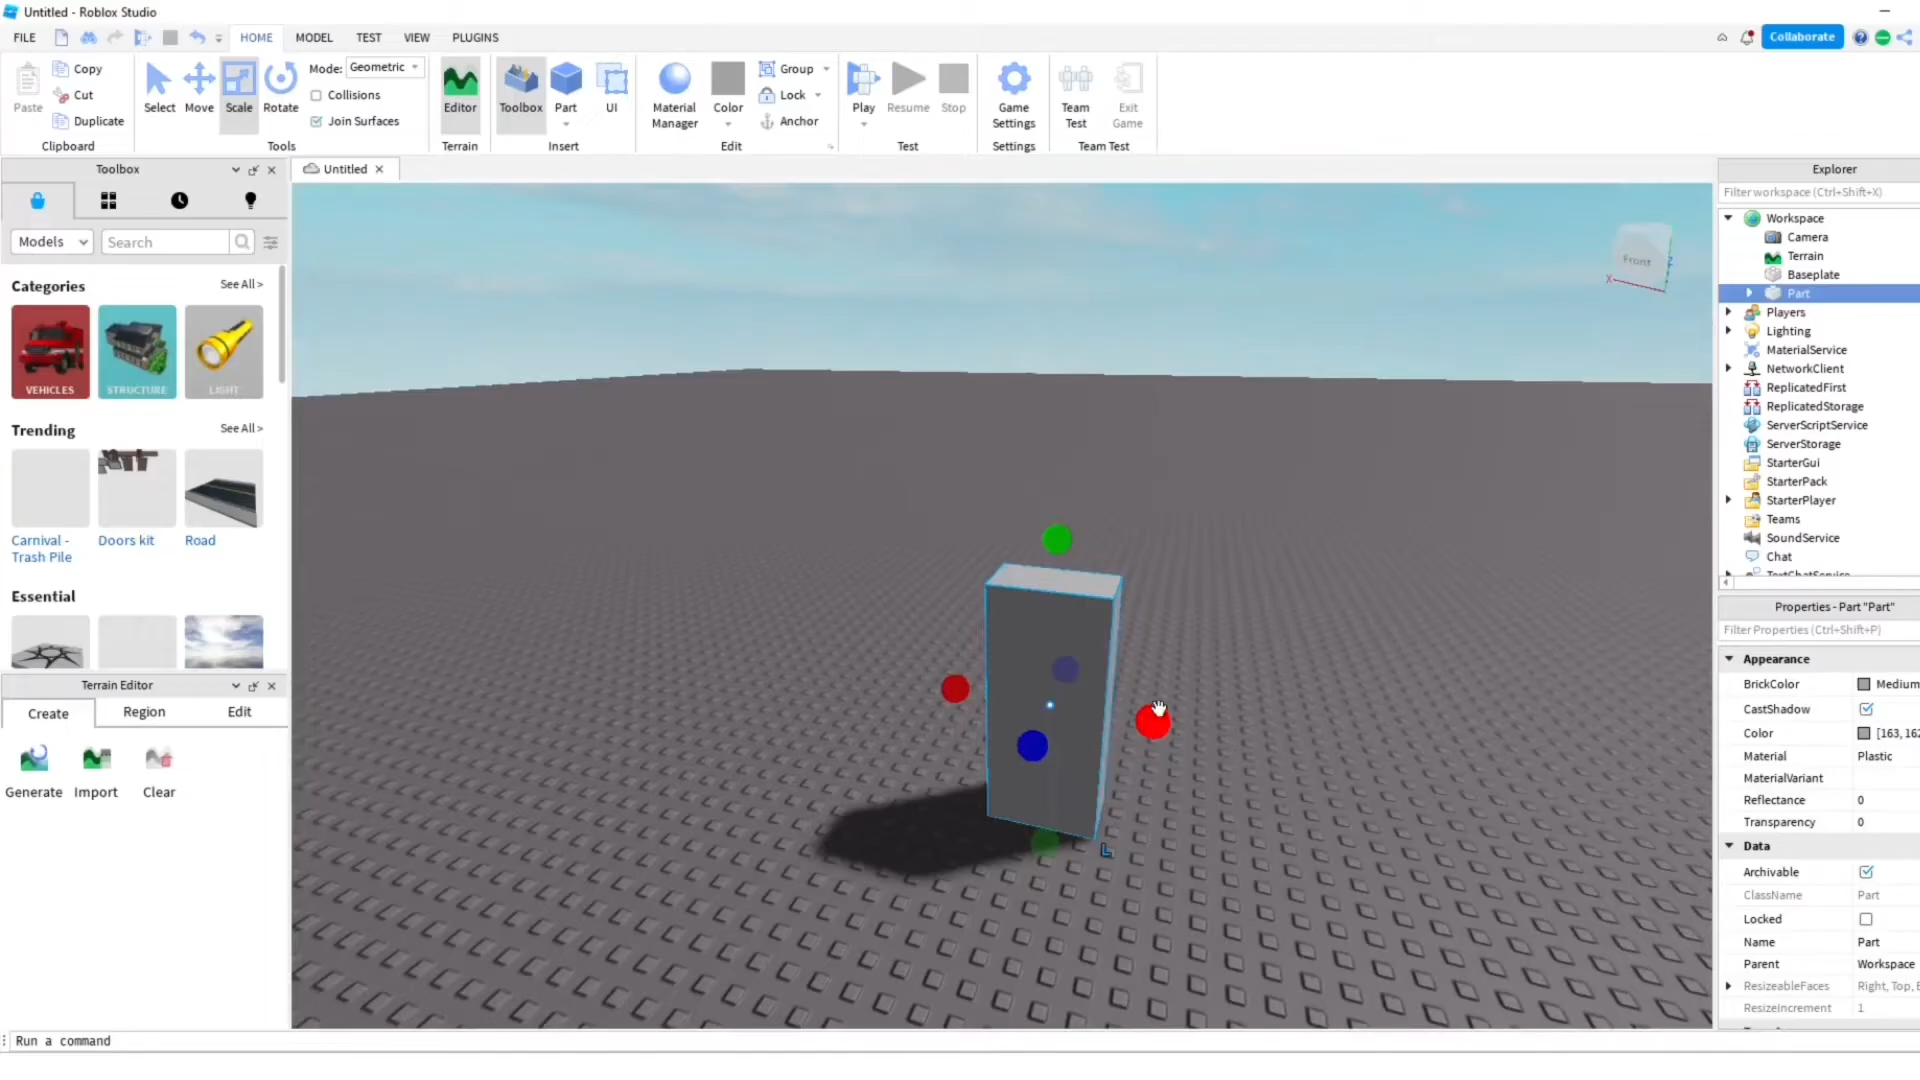 Untitled - Roblox Studio
FILE HOME MODEL TEST VIEW PLUGINS Collaborate
Paste Copy Cut Duplicate Clipboard
Select Move Scale Rotate Mode: Geometric Collisions Join Surfaces Tools
Editor Terrain
Toolbox Part UI Insert
Material Manager Color Group Lock Anchor Edit
Play Resume Stop Test
Game Settings Settings
Team Test Exit Game Team Test
Toolbox
Models Search
Categories See All >
VEHICLES STRUCTURE LIGHT
Trending See All >
Carnival - Trash Pile Doors kit Road
Essential
Terrain Editor
Create Region Edit
Generate Import Clear
Untitled
Front
X
Z
L
Explorer
Filter workspace (Ctrl+Shift+X)
Workspace
Camera
Terrain
Baseplate
Part
Players
Lighting
MaterialService
NetworkClient
ReplicatedFirst
ReplicatedStorage
ServerScriptService
ServerStorage
StarterGui
StarterPack
StarterPlayer
Teams
SoundService
Chat
TextChatService
Properties - Part "Part"
Filter Properties (Ctrl+Shift+P)
Appearance
BrickColor Medium
CastShadow
Color [163, 162
Material Plastic
MaterialVariant
Reflectance 0
Transparency 0
Data
Archivable
ClassName Part
Locked
Name Part
Parent Workspace
ResizeableFaces Right, Top, B
ResizeIncrement 1
Run a command